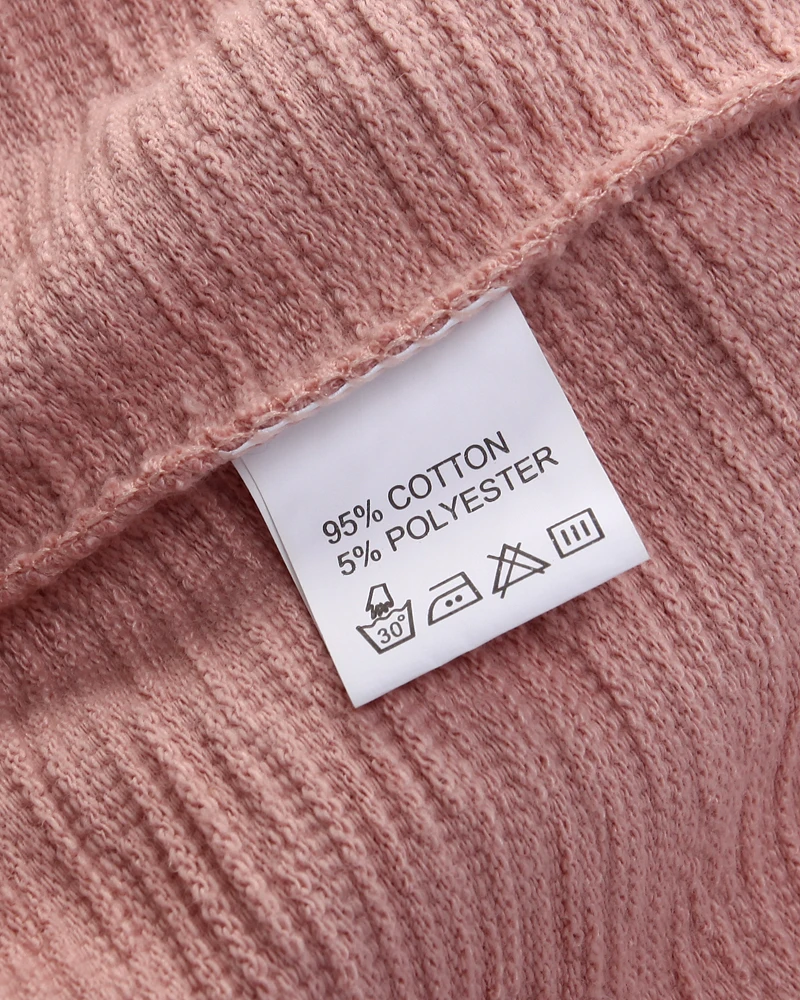 95% COTTON
5% POLYESTER
30°